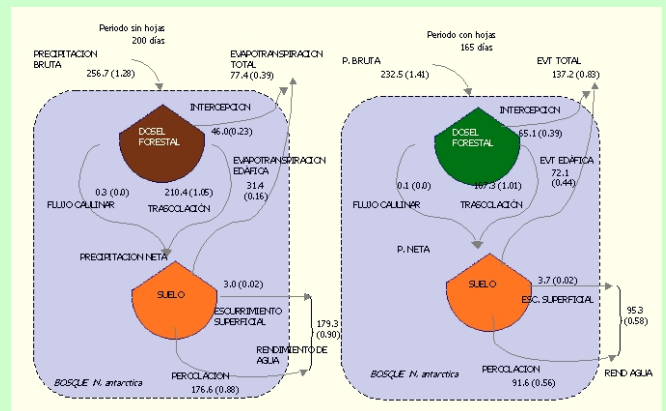 Periodo sin hojas
200 días
PRECIPITACION
BRUTA
256.7 (1.28)
EVAPOTRANSPIRACION
TOTAL
77.4 (0.39)
INTERCEPCION
46.0(0.23)
DOSEL
FORESTAL
EVAPOTRANSPIRACION
EDÁFICA
31.4
(0.16)
0.3 (0.0)
210.4 (1.05)
FLUJO CAULINAR
TRASCOLACIÓN
PRECIPITACION NETA
SUELO
3.0 (0.02)
ESCURRIMIENTO
SUPERFICIAL
179.3
(0.90)
RENDIMIENTO DE
AGUA
PERCOLACION
176.6 (0.88)
BOSQUE N. antarctica
Periodo con hojas
165 días
P. BRUTA
232.5 (1.41)
EVT TOTAL
137.2 (0.83)
INTERCEPCION
65.1 (0.39)
DOSEL
FORESTAL
EVT EDÁFICA
72.1
(0.44)
0.1 (0.0)
167.3 (1.01)
FLUJO CAULINAR
TRASCOLACIÓN
P. NETA
SUELO
3.7 (0.02)
ESC. SUPERFICIAL
95.3
(0.58)
REND AGUA
PERCOLACION
91.6 (0.56)
BOSQUE N. antarctica